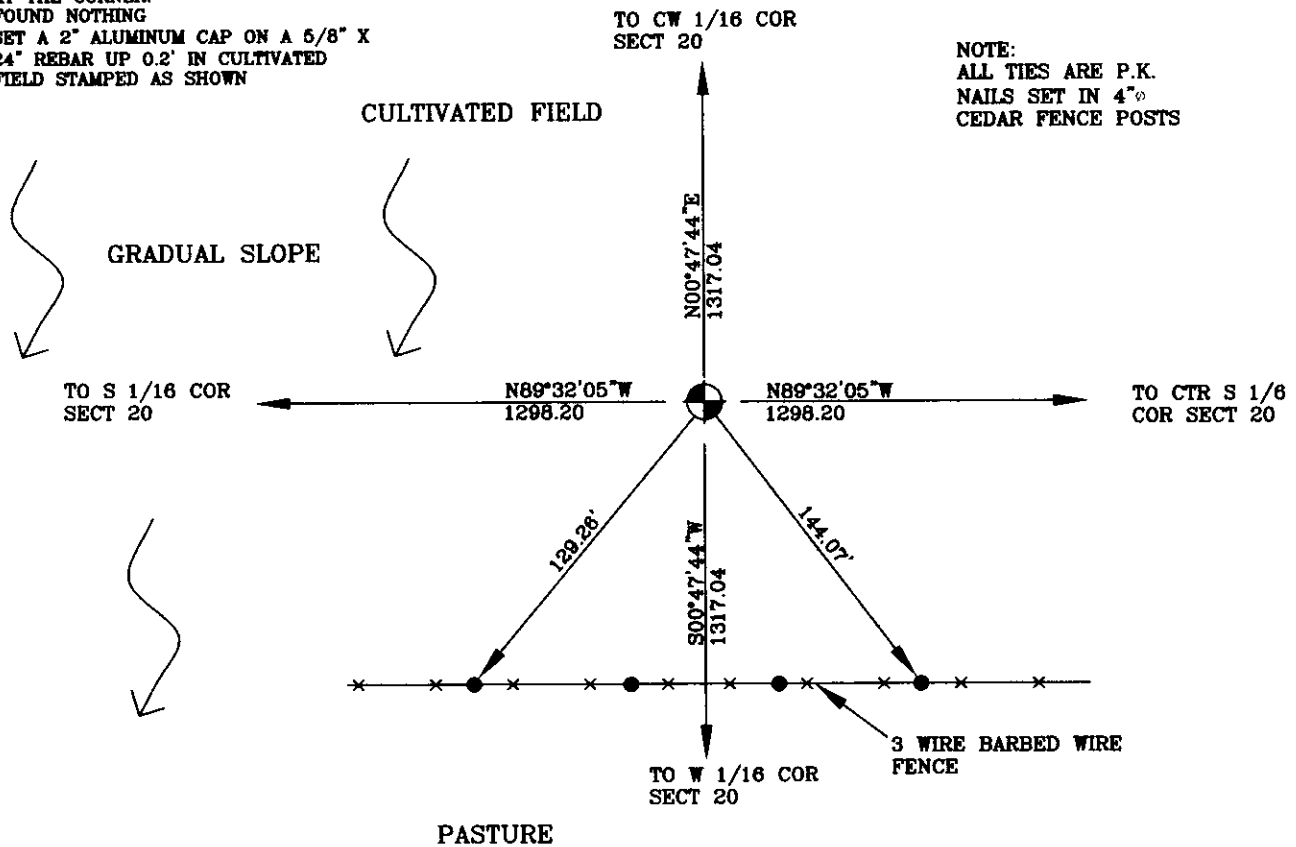 AT THE CORNER.
FOUND NOTHING
SET A 2" ALUMINUM CAP ON A 5/8" X
24" REBAR UP 0.2' IN CULTIVATED
FIELD STAMPED AS SHOWN
TO CW 1/16 COR
SECT 20
NOTE:
ALL TIES ARE P.K.
NAILS SET IN 4"∅
CEDAR FENCE POSTS
CULTIVATED FIELD
GRADUAL SLOPE
N00°47'44"E
1317.04
TO S 1/16 COR
SECT 20
N89°32'05"W
1298.20
N89°32'05"W
1298.20
TO CTR S 1/6
COR SECT 20
129.26'
S00°47'44"W
1317.04
144.07'
3 WIRE BARBED WIRE
FENCE
TO W 1/16 COR
SECT 20
PASTURE